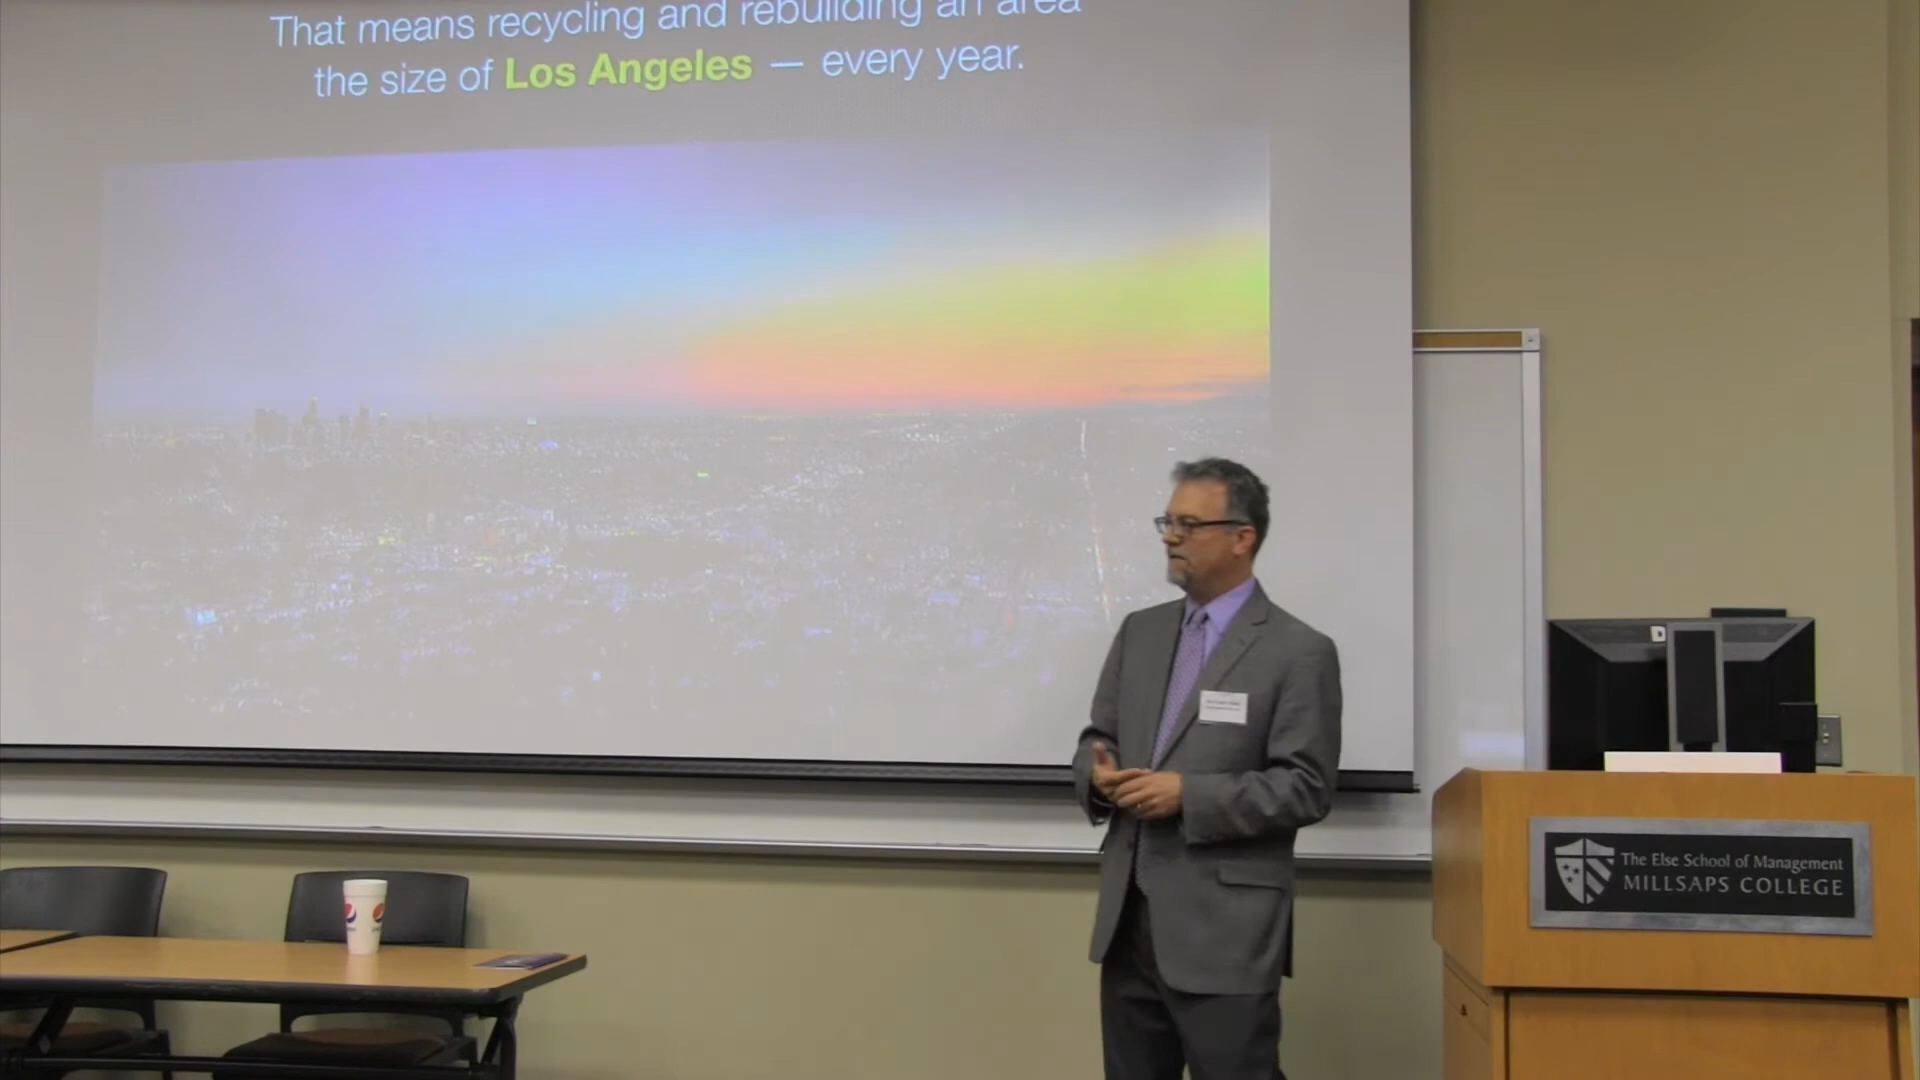 That means recycling and rebuilding an area
the size of Los Angeles — every year.
The Else School of Management
MILLSAPS COLLEGE